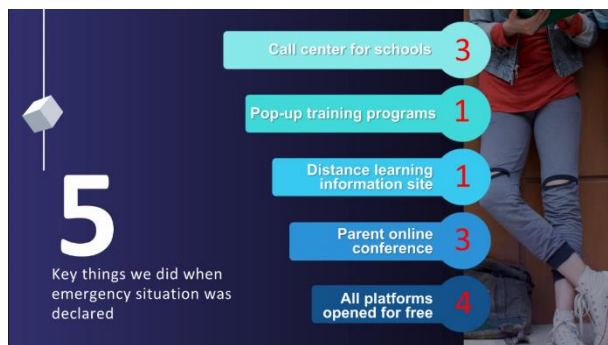 Call center for schools 3
Pop-up training programs 1
Distance learning
information site 1
Parent online
conference 3
All platforms
opened for free 4
5
Key things we did when
emergency situation was
declared